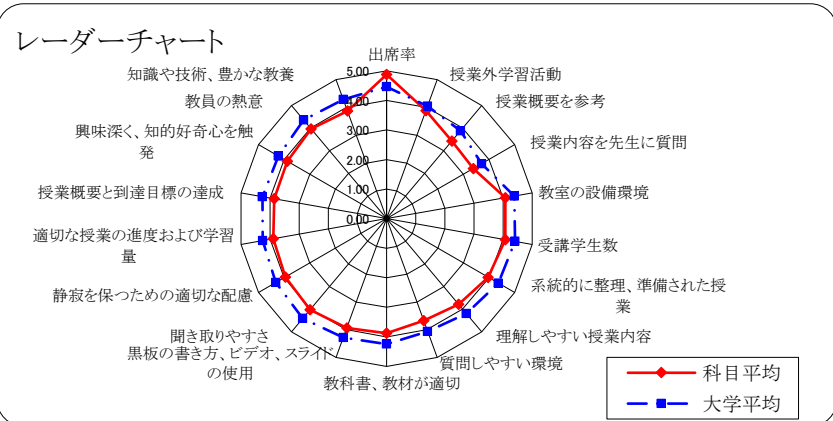 レーダーチャート
出席率
授業外学習活動
授業概要を参考
授業内容を先生に質問
教室の設備環境
受講学生数
系統的に整理、準備された授
業
理解しやすい授業内容
質問しやすい環境
教科書、教材が適切
黒板の書き方、ビデオ、スライド
の使用
聞き取りやすさ
静寂を保つための適切な配慮
適切な授業の進度および学習
量
授業概要と到達目標の達成
興味深く、知的好奇心を触
発
教員の熱意
知識や技術、豊かな教養
5.00
4.00
3.00
2.00
1.00
0.00
科目平均
大学平均